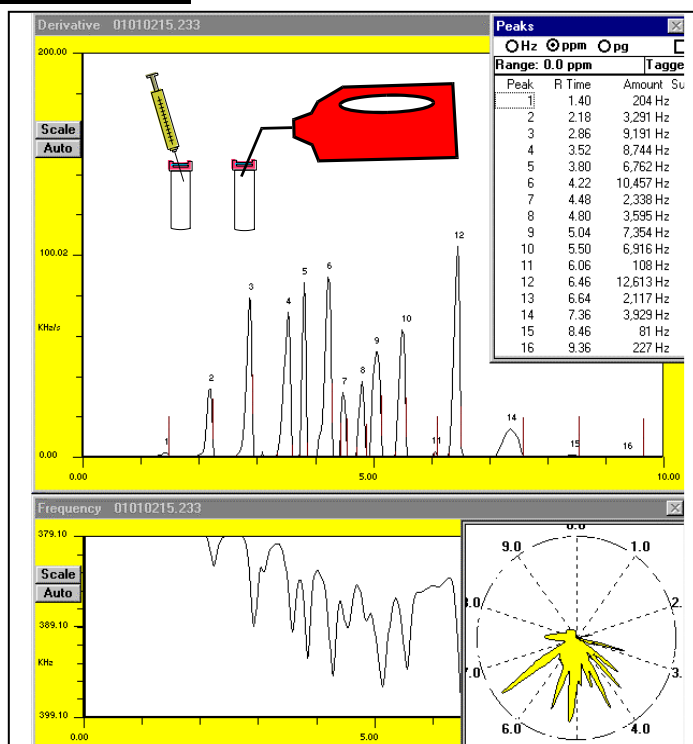 Derivative 01010215.233
200.00
Scale
Auto
100.02
KHz/s
0.00
0.00 5.00 10.00
1
2
3
4
5
6
7
8
9
10
11
12
14
15
16
Peaks
Hz ppm pg
Range: 0.0 ppm Tagge
Peak R Time Amount Su
1 1.40 204 Hz
2 2.18 3,291 Hz
3 2.86 9,191 Hz
4 3.52 8,744 Hz
5 3.80 6,762 Hz
6 4.22 10,457 Hz
7 4.48 2,338 Hz
8 4.80 3,595 Hz
9 5.04 7,354 Hz
10 5.50 6,916 Hz
11 6.06 108 Hz
12 6.46 12,613 Hz
13 6.64 2,117 Hz
14 7.36 3,929 Hz
15 8.46 81 Hz
16 9.36 227 Hz
Frequency 01010215.233
379.10
Scale
Auto
389.10
KHz
399.10
0.00 5.00
1.0
2.
3.
4.0
6.0
9.0